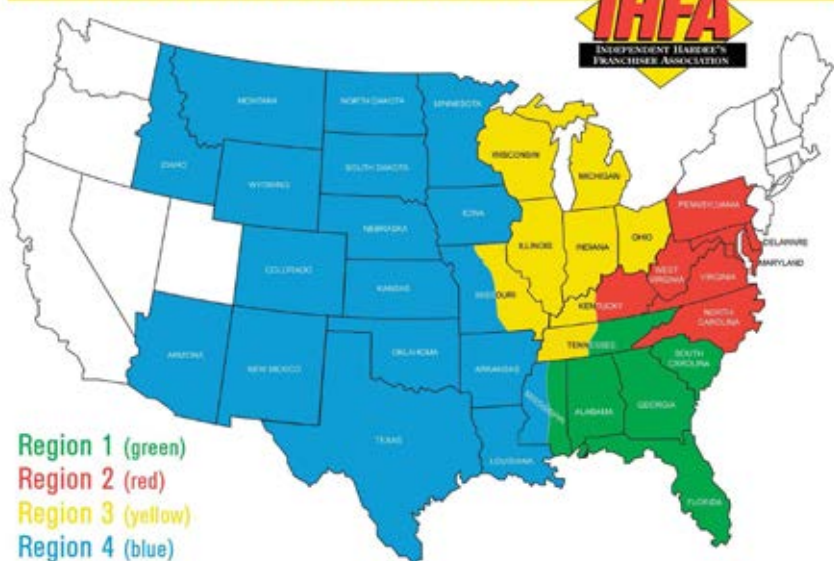 IHFA
INDEPENDENT HARDEE'S
FRANCHISEE ASSOCIATION
MONTANA
NORTH DAKOTA
MINNESOTA
WISCONSIN
MICHIGAN
IDAHO
WYOMING
SOUTH DAKOTA
IOWA
PENNSYLVANIA
NEBRASKA
ILLINOIS
INDIANA
OHIO
DELAWARE
MARYLAND
COLORADO
KANSAS
MISSOURI
KENTUCKY
WEST
VIRGINIA
VIRGINIA
NORTH
CAROLINA
TENNESSEE
ARIZONA
NEW MEXICO
OKLAHOMA
ARKANSAS
SOUTH
CAROLINA
MISSISSIPPI
ALABAMA
GEORGIA
TEXAS
LOUISIANA
FLORIDA
Region 1 (green)
Region 2 (red)
Region 3 (yellow)
Region 4 (blue)